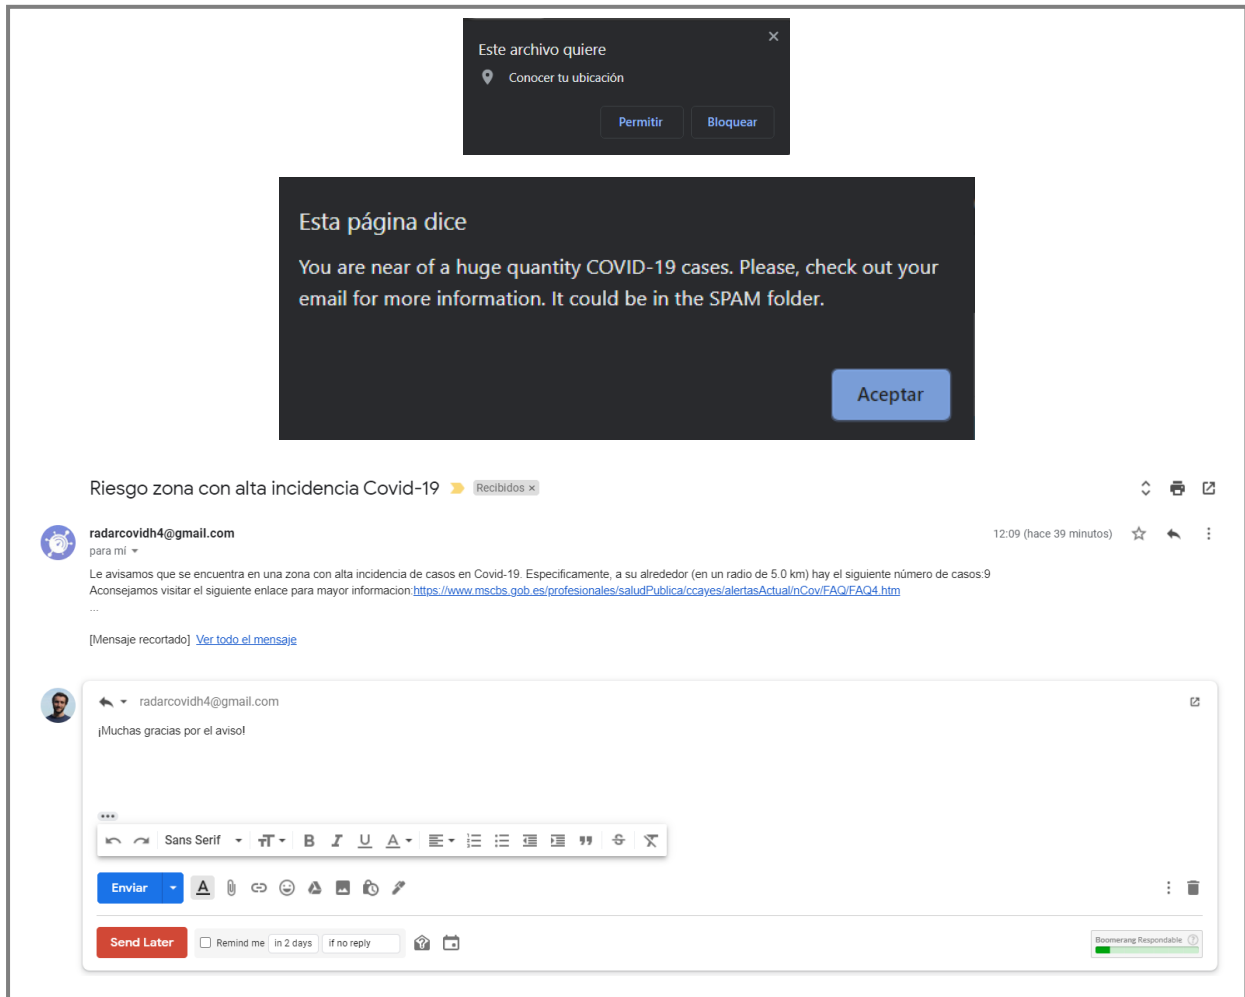 Este archivo quiere
Conocer tu ubicación
Permitir Bloquear
Esta página dice
You are near of a huge quantity COVID-19 cases. Please, check out your
email for more information. It could be in the SPAM folder.
Aceptar
Riesgo zona con alta incidencia Covid-19 Recibidos ×
radarcovidh4@gmail.com 12:09 (hace 39 minutos)
para mí
Le avisamos que se encuentra en una zona con alta incidencia de casos en Covid-19. Especificamente, a su alrededor (en un radio de 5.0 km) hay el siguiente número de casos:9
Aconsejamos visitar el siguiente enlace para mayor informacion:https://www.mscbs.gob.es/profesionales/saludPublica/ccayes/alertasActual/nCov/FAQ/FAQ4.htm
...
[Mensaje recortado] Ver todo el mensaje
radarcovidh4@gmail.com
¡Muchas gracias por el aviso!
Sans Serif
Enviar
Send Later Remind me in 2 days if no reply
Boomerang Respondable